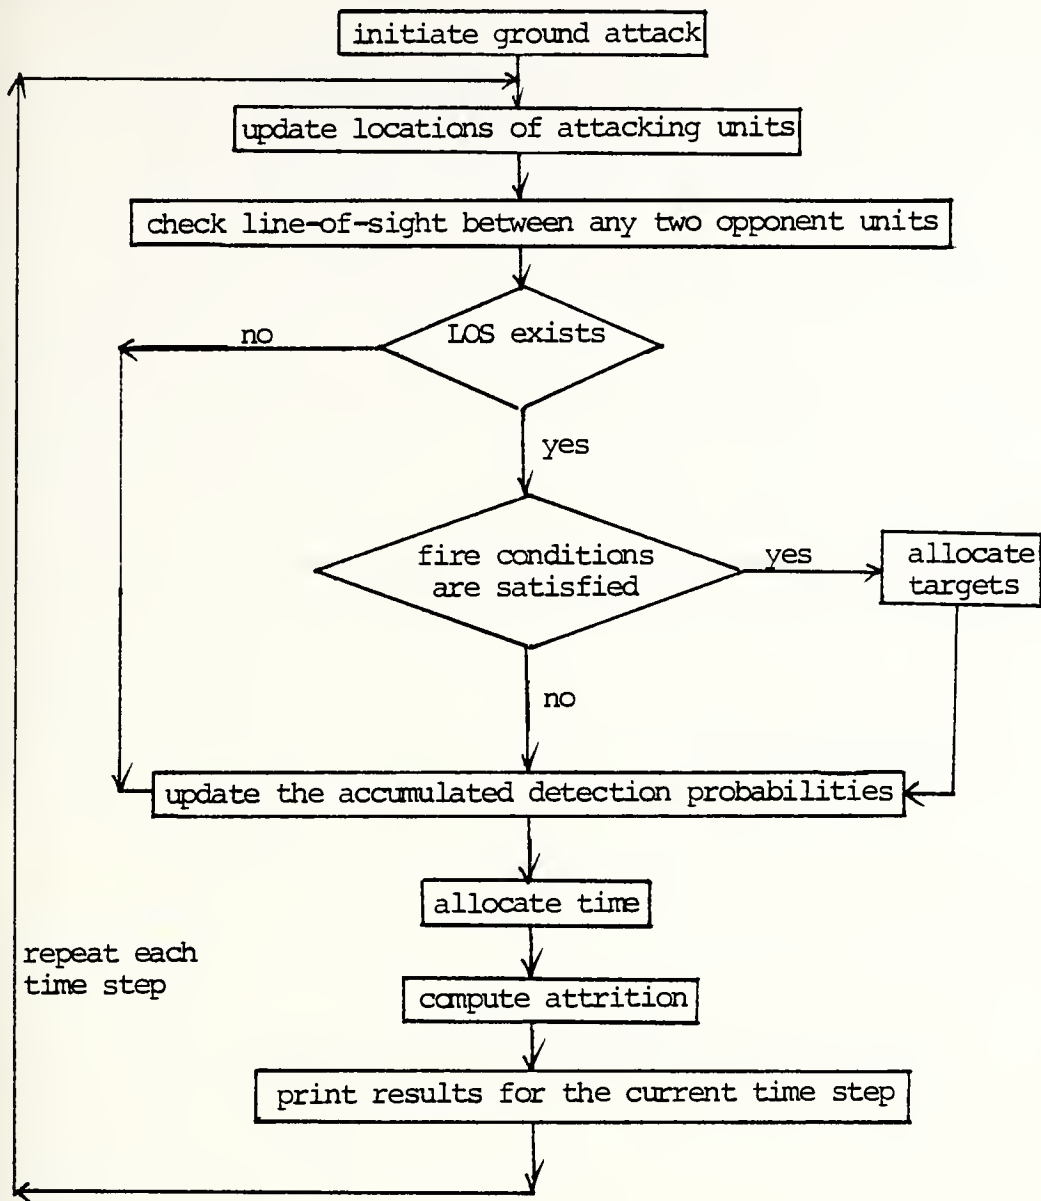 initiate ground attack
update locations of attacking units
check line-of-sight between any two opponent units
LOS exists
no
yes
fire conditions
are satisfied
yes
allocate
targets
no
update the accumulated detection probabilities
allocate time
repeat each
time step
compute attrition
print results for the current time step